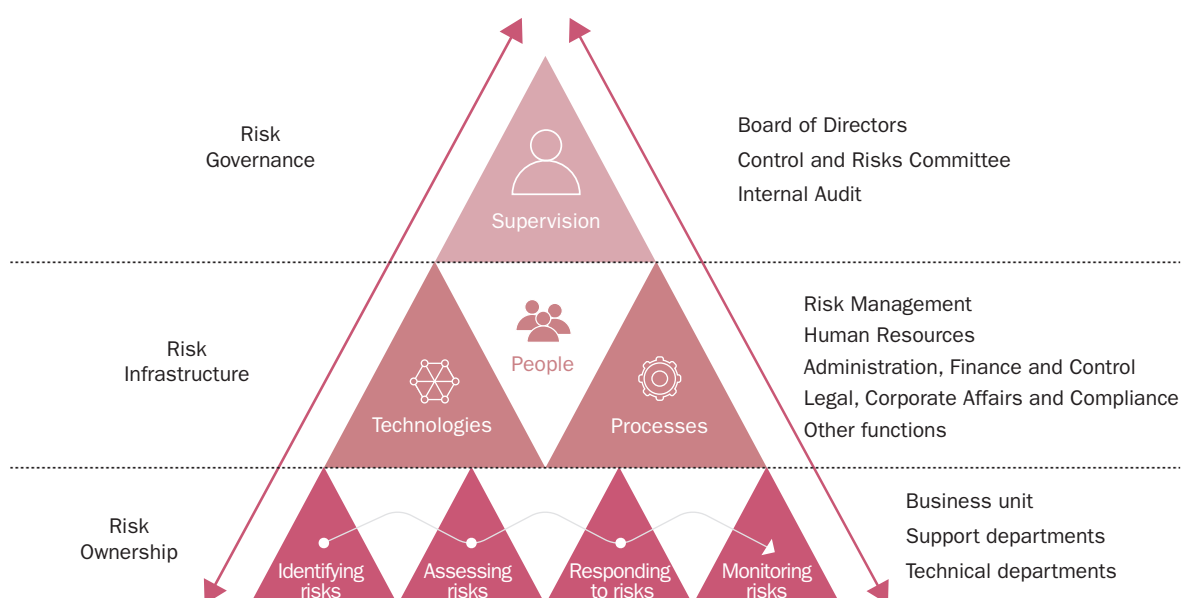 Risk
Governance
Supervision
Board of Directors
Control and Risks Committee
Internal Audit
Risk
Infrastructure
People
Technologies
Processes
Risk Management
Human Resources
Administration, Finance and Control
Legal, Corporate Affairs and Compliance
Other functions
Risk
Ownership
Identifying
risks
Assessing
risks
Responding
to risks
Monitoring
risks
Business unit
Support departments
Technical departments